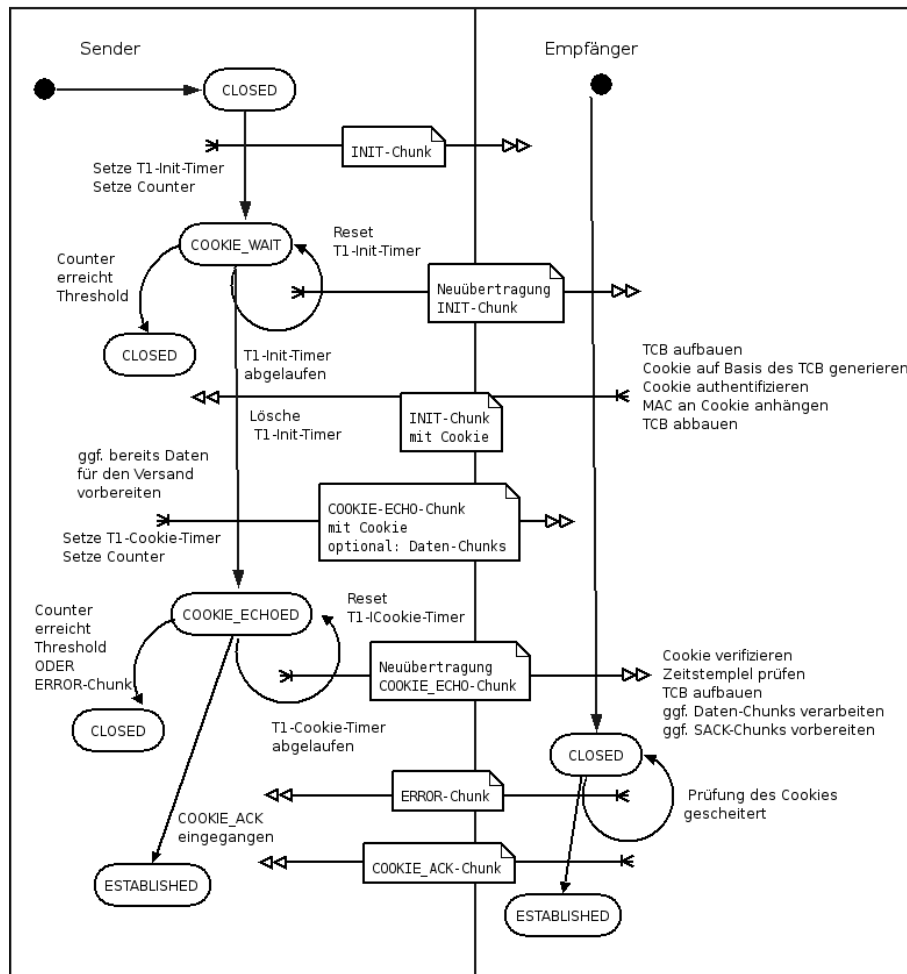 Sender
Empfänger
CLOSED
INIT-Chunk
Setze T1-Init-Timer
Setze Counter
COOKIE_WAIT
Reset
T1-Init-Timer
Counter
erreicht
Threshold
Neuübertragung
INIT-Chunk
CLOSED
T1-Init-Timer
abgelaufen
TCB aufbauen
Cookie auf Basis des TCB generieren
Cookie authentifizieren
MAC an Cookie anhängen
TCB abbauen
Lösche
T1-Init-Timer
INIT-Chunk
mit Cookie
ggf. bereits Daten
für den Versand
vorbereiten
COOKIE-ECHO-Chunk
mit Cookie
optional: Daten-Chunks
Setze T1-Cookie-Timer
Setze Counter
COOKIE_ECHOED
Reset
T1-ICookie-Timer
Counter
erreicht
Threshold
ODER
ERROR-Chunk
Neuübertragung
COOKIE_ECHO-Chunk
Cookie verifizieren
Zeitstemplel prüfen
TCB aufbauen
ggf. Daten-Chunks verarbeiten
ggf. SACK-Chunks vorbereiten
CLOSED
T1-Cookie-Timer
abgelaufen
CLOSED
ERROR-Chunk
Prüfung des Cookies
gescheitert
COOKIE_ACK
eingegangen
COOKIE_ACK-Chunk
ESTABLISHED
ESTABLISHED